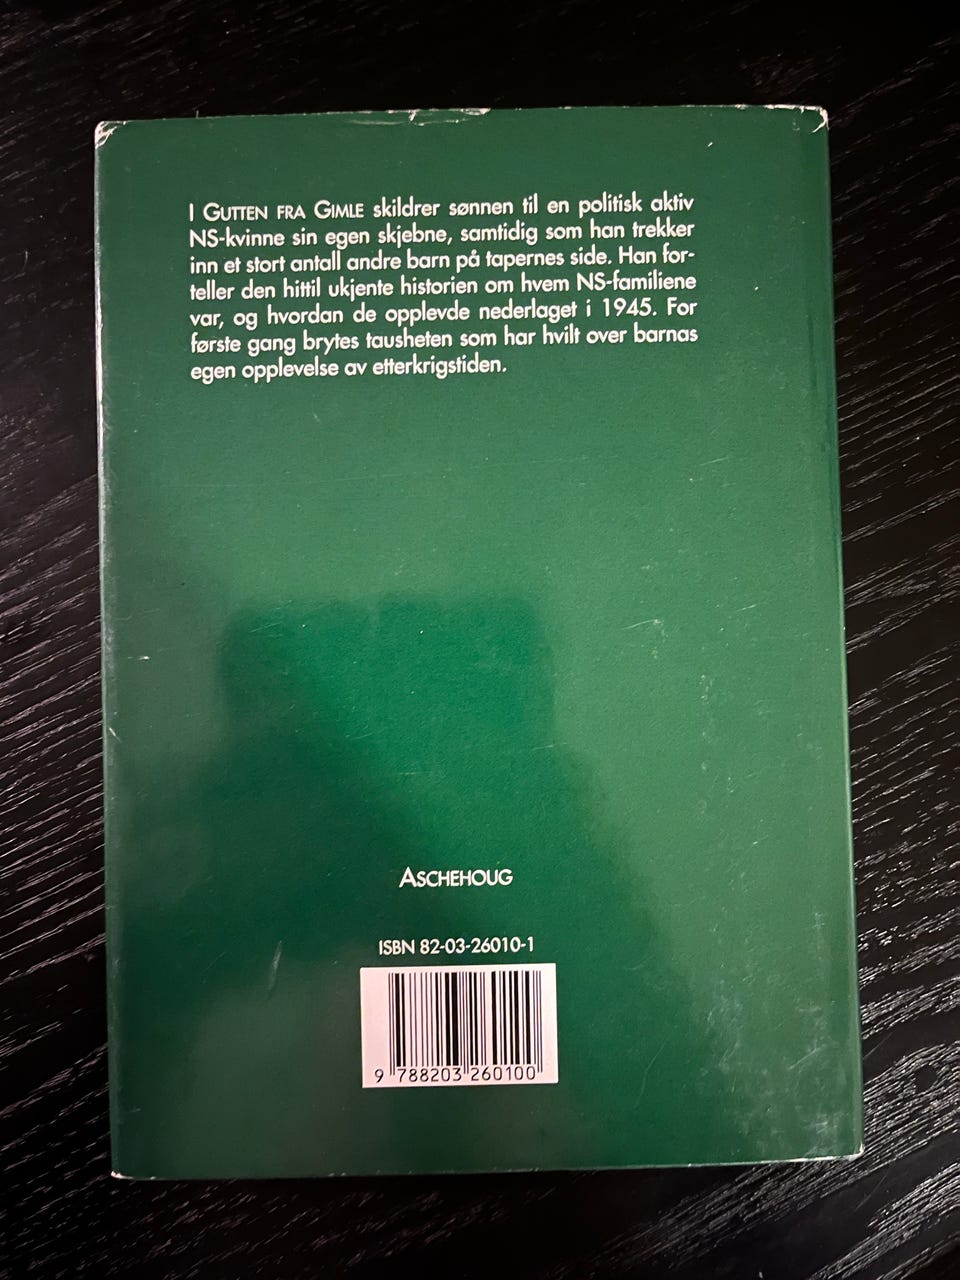 I GUTTEN FRA GIMLE skildrer sønnen til en politisk aktiv
NS-kvinne sin egen skjebne, samtidig som han trekker
inn et stort antall andre barn på tapernes side. Han for-
teller den hittil ukjente historien om hvem NS-familiene
var, og hvordan de opplevde nederlaget i 1945. For
første gang brytes tausheten som har hvilt over barnas
egen opplevelse av etterkrigstiden.
ASCHEHOUG
ISBN 82-03-26010-1
9 788203 260100